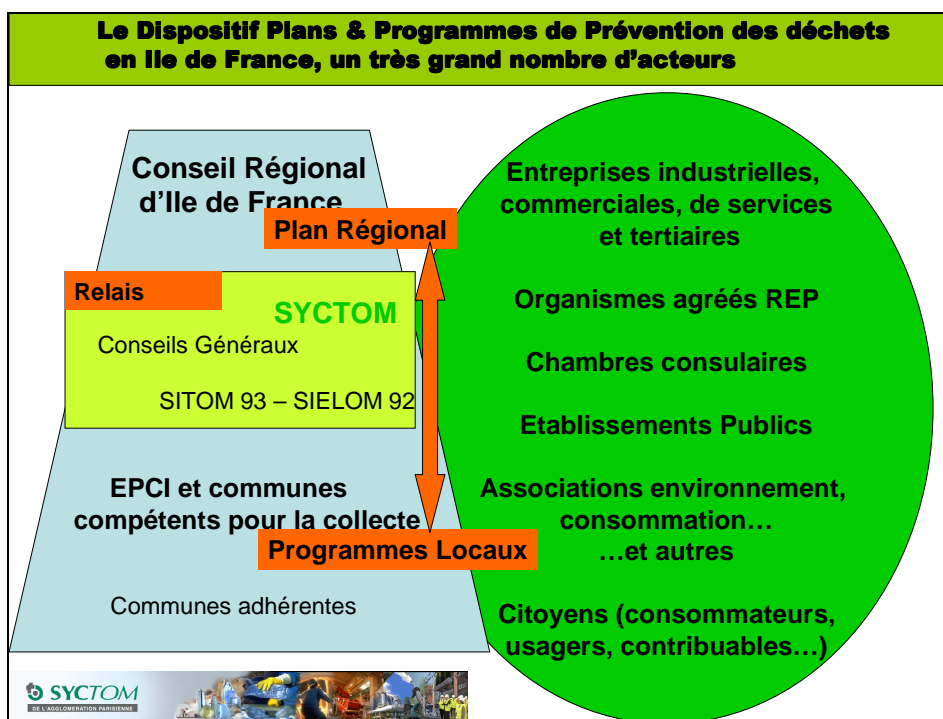 Le Dispositif Plans & Programmes de Prévention des déchets
en Ile de France, un très grand nombre d'acteurs
Conseil Régional
d'Ile de France
Plan Régional
Relais
SYCTOM
Conseils Généraux
SITOM 93 – SIELOM 92
EPCI et communes
compétents pour la collecte
Programmes Locaux
Communes adhérentes
Entreprises industrielles,
commerciales, de services
et tertiaires
Organismes agréés REP
Chambres consulaires
Etablissements Publics
Associations environnement,
consommation…
…et autres
Citoyens (consommateurs,
usagers, contribuables…)
SYCTOM
DE L'AGGLOMERATION PARISIENNE